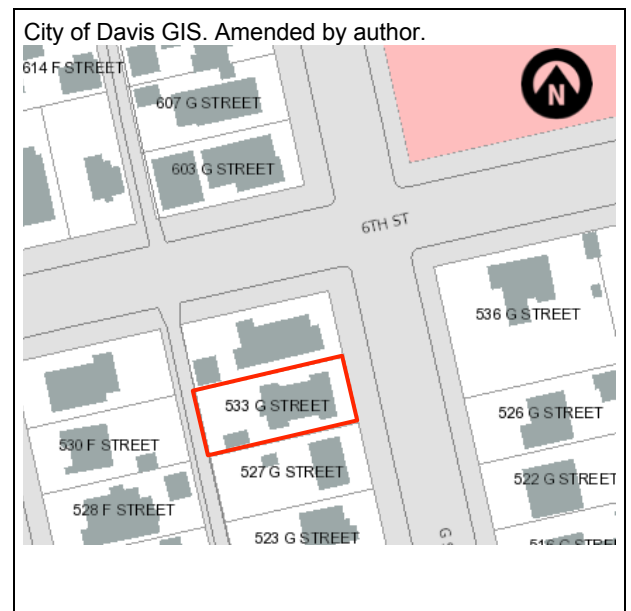 City of Davis GIS. Amended by author.
614 F STREET
607 G STREET
N
603 G STREET
6TH ST
536 G STREET
533 G STREET
526 G STREET
530 F STREET
527 G STREET
522 G STREET
528 F STREET
523 G STREET
G S